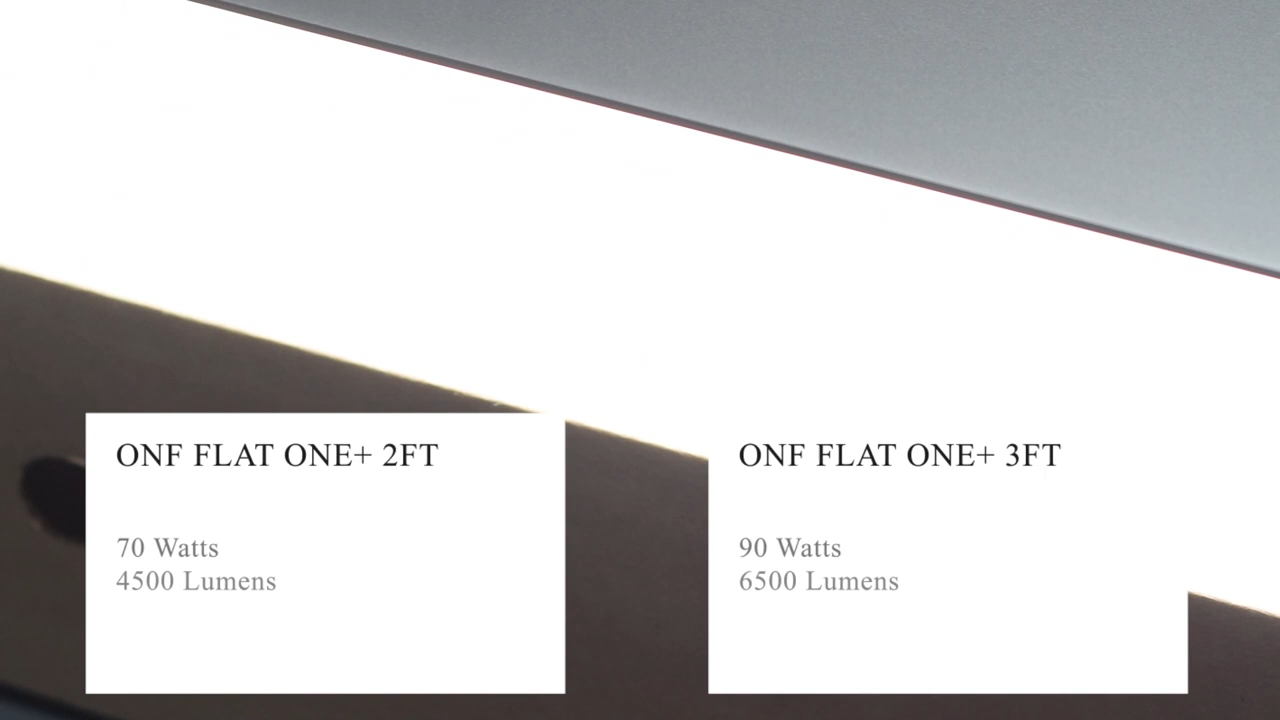 ONF FLAT ONE+ 2FT
70 Watts
4500 Lumens
ONF FLAT ONE+ 3FT
90 Watts
6500 Lumens